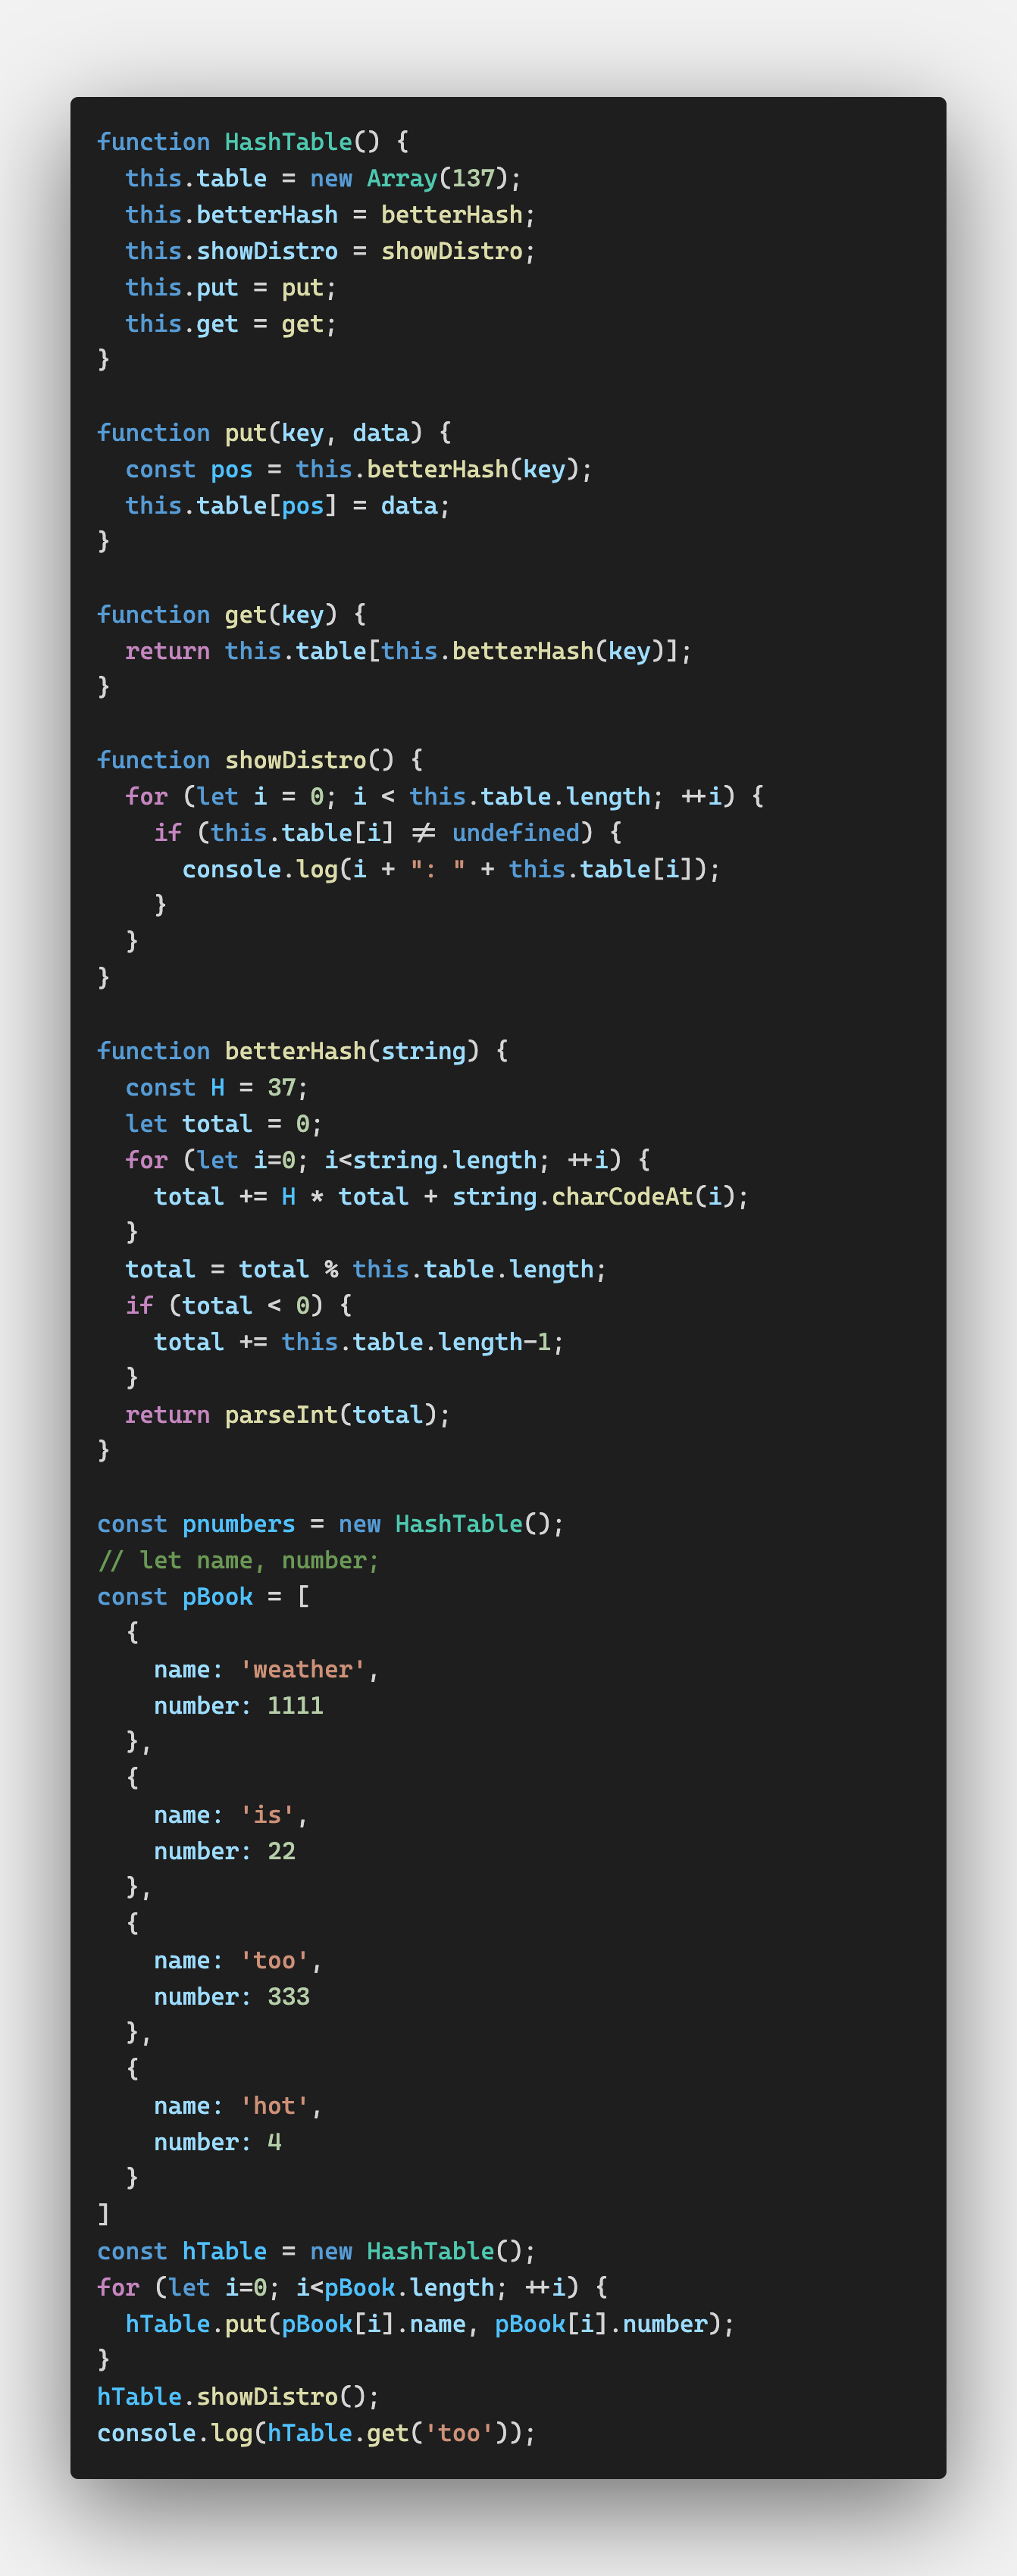 function HashTable() {
  this.table = new Array(137);
  this.betterHash = betterHash;
  this.showDistro = showDistro;
  this.put = put;
  this.get = get;
}

function put(key, data) {
  const pos = this.betterHash(key);
  this.table[pos] = data;
}

function get(key) {
  return this.table[this.betterHash(key)];
}

function showDistro() {
  for (let i = 0; i < this.table.length; ++i) {
    if (this.table[i] != undefined) {
      console.log(i + ": " + this.table[i]);
    }
  }
}

function betterHash(string) {
  const H = 37;
  let total = 0;
  for (let i=0; i<string.length; ++i) {
    total += H * total + string.charCodeAt(i);
  }
  total = total % this.table.length;
  if (total < 0) {
    total += this.table.length-1;
  }
  return parseInt(total);
}

const pnumbers = new HashTable();
// let name, number;
const pBook = [
  {
    name: 'weather',
    number: 1111
  },
  {
    name: 'is',
    number: 22
  },
  {
    name: 'too',
    number: 333
  },
  {
    name: 'hot',
    number: 4
  }
]
const hTable = new HashTable();
for (let i=0; i<pBook.length; ++i) {
  hTable.put(pBook[i].name, pBook[i].number);
}
hTable.showDistro();
console.log(hTable.get('too'));